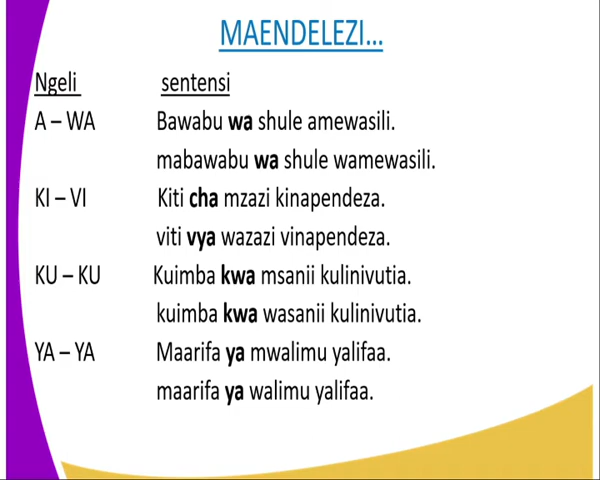 MAENDELEZI...
Ngeli sentensi
A – WA Bawabu wa shule amewasili.
mabawabu wa shule wamewasili.
KI – VI Kiti cha mzazi kinapendeza.
viti vya wazazi vinapendeza.
KU – KU Kuimba kwa msanii kulinivutia.
kuimba kwa wasanii kulinivutia.
YA – YA Maarifa ya mwalimu yalifaa.
maarifa ya walimu yalifaa.